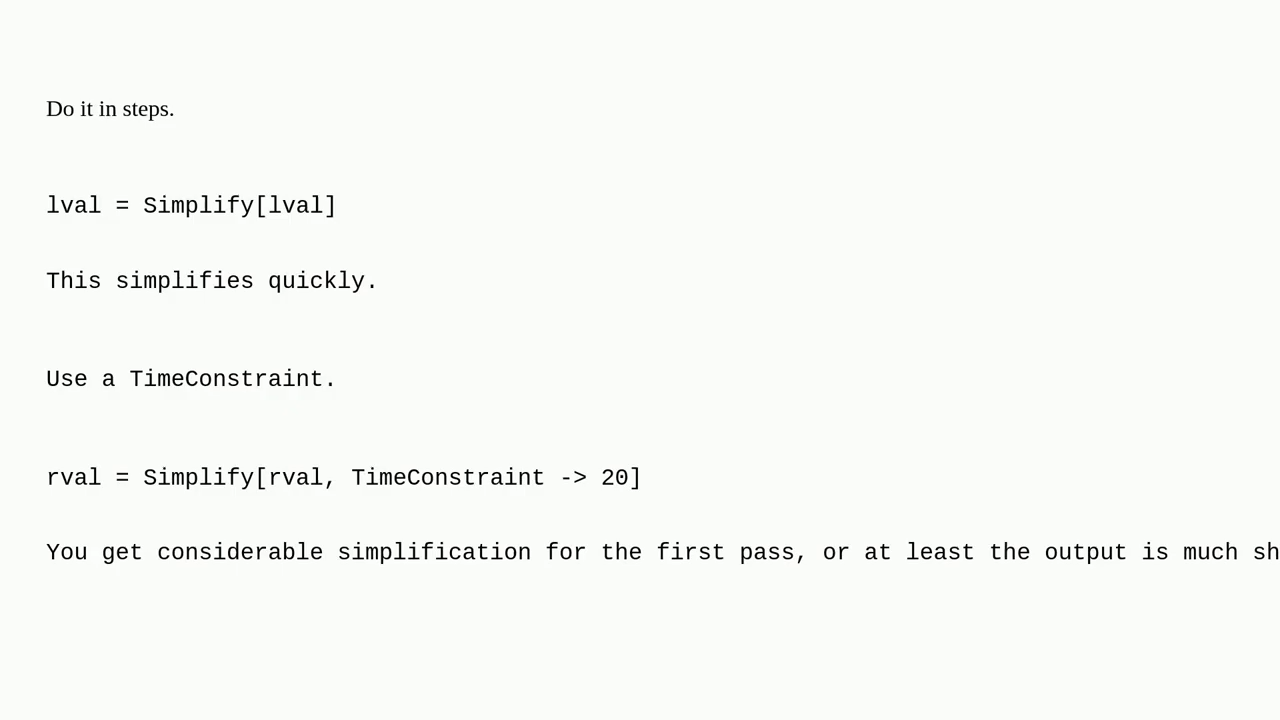 Do it in steps.
lval = Simplify[lval]
This simplifies quickly.
Use a TimeConstraint.
rval = Simplify[rval, TimeConstraint -> 20]
You get considerable simplification for the first pass, or at least the output is much